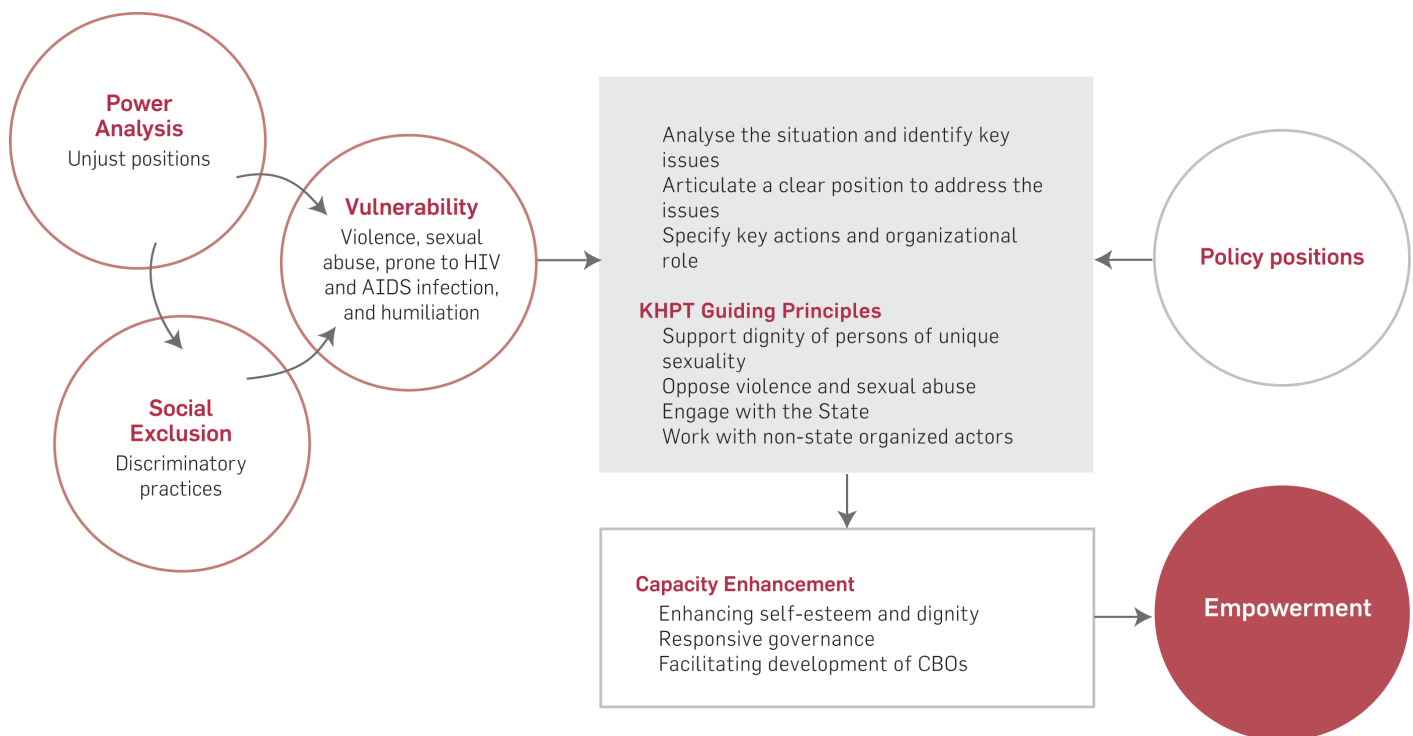 Power
Analysis
Unjust positions
Vulnerability
Violence, sexual
abuse, prone to HIV
and AIDS infection,
and humiliation
Social
Exclusion
Discriminatory
practices
Analyse the situation and identify key
issues
Articulate a clear position to address the
issues
Specify key actions and organizational
role
KHPT Guiding Principles
Support dignity of persons of unique
sexuality
Oppose violence and sexual abuse
Engage with the State
Work with non-state organized actors
Policy positions
Capacity Enhancement
Enhancing self-esteem and dignity
Responsive governance
Facilitating development of CBOs
Empowerment